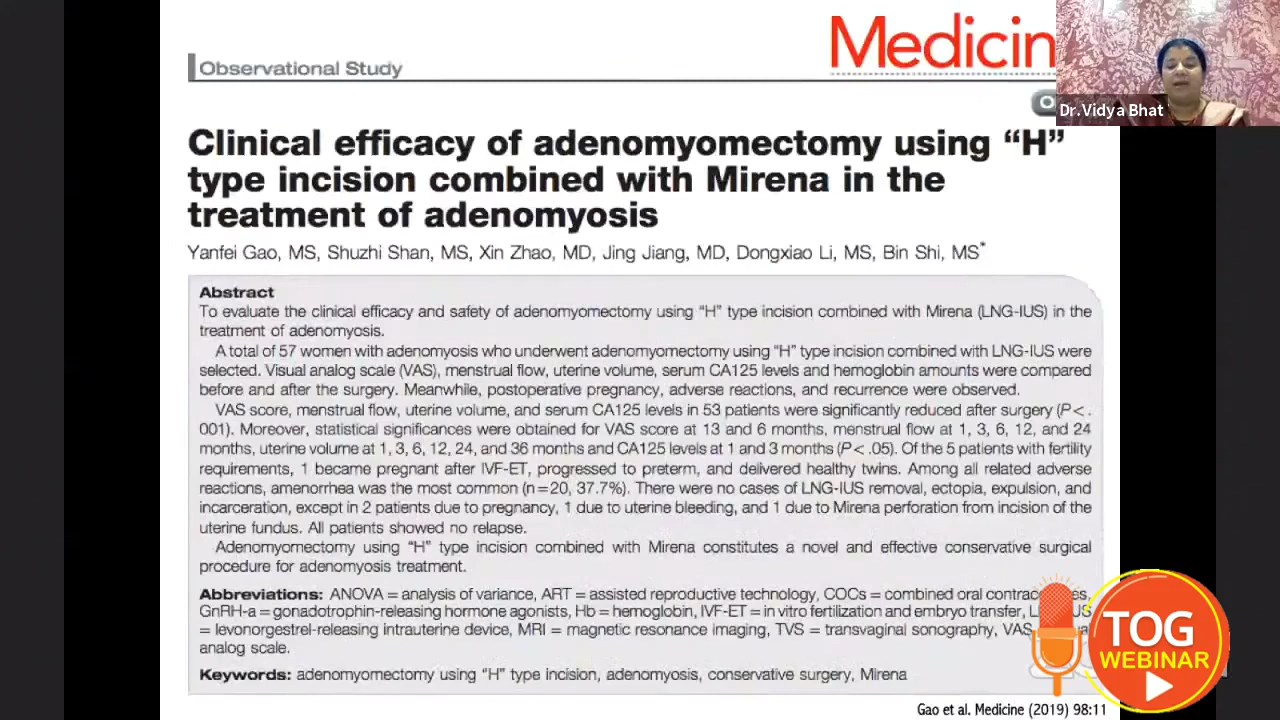 Medicin
Observational Study
Dr.Vidya Bhat
Clinical efficacy of adenomyomectomy using “H”
type incision combined with Mirena in the
treatment of adenomyosis
Yanfei Gao, MS, Shuzhi Shan, MS, Xin Zhao, MD, Jing Jiang, MD, Dongxiao Li, MS, Bin Shi, MS*
Abstract
To evaluate the clinical efficacy and safety of adenomyomectomy using “H” type incision combined with Mirena (LNG-IUS) in the
treatment of adenomyosis.
A total of 57 women with adenomyosis who underwent adenomyomectomy using “H” type incision combined with LNG-IUS were
selected. Visual analog scale (VAS), menstrual flow, uterine volume, serum CA125 levels and hemoglobin amounts were compared
before and after the surgery. Meanwhile, postoperative pregnancy, adverse reactions, and recurrence were observed.
VAS score, menstrual flow, uterine volume, and serum CA125 levels in 53 patients were significantly reduced after surgery (P<.
001). Moreover, statistical significances were obtained for VAS score at 13 and 6 months, menstrual flow at 1, 3, 6, 12, and 24
months, uterine volume at 1, 3, 6, 12, 24, and 36 months and CA125 levels at 1 and 3 months (P<.05). Of the 5 patients with fertility
requirements, 1 became pregnant after IVF-ET, progressed to preterm, and delivered healthy twins. Among all related adverse
reactions, amenorrhea was the most common (n=20, 37.7%). There were no cases of LNG-IUS removal, ectopia, expulsion, and
incarceration, except in 2 patients due to pregnancy, 1 due to uterine bleeding, and 1 due to Mirena perforation from incision of the
uterine fundus. All patients showed no relapse.
Adenomyomectomy using “H” type incision combined with Mirena constitutes a novel and effective conservative surgical
procedure for adenomyosis treatment.
Abbreviations: ANOVA = analysis of variance, ART = assisted reproductive technology, COCs = combined oral
GnRH-a = gonadotrophin-releasing hormone agonists, Hb = hemoglobin, IVF-ET = in vitro fertilization and embryo transfer,
= levonorgestrel-releasing intrauterine device, MRI = magnetic resonance imaging, TVS = transvaginal sonography, VAS
analog scale.
Keywords: adenomyomectomy using “H” type incision, adenomyosis, conservative surgery, Mirena
TOG
WEBINAR
Gao et al. Medicine (2019) 98:11